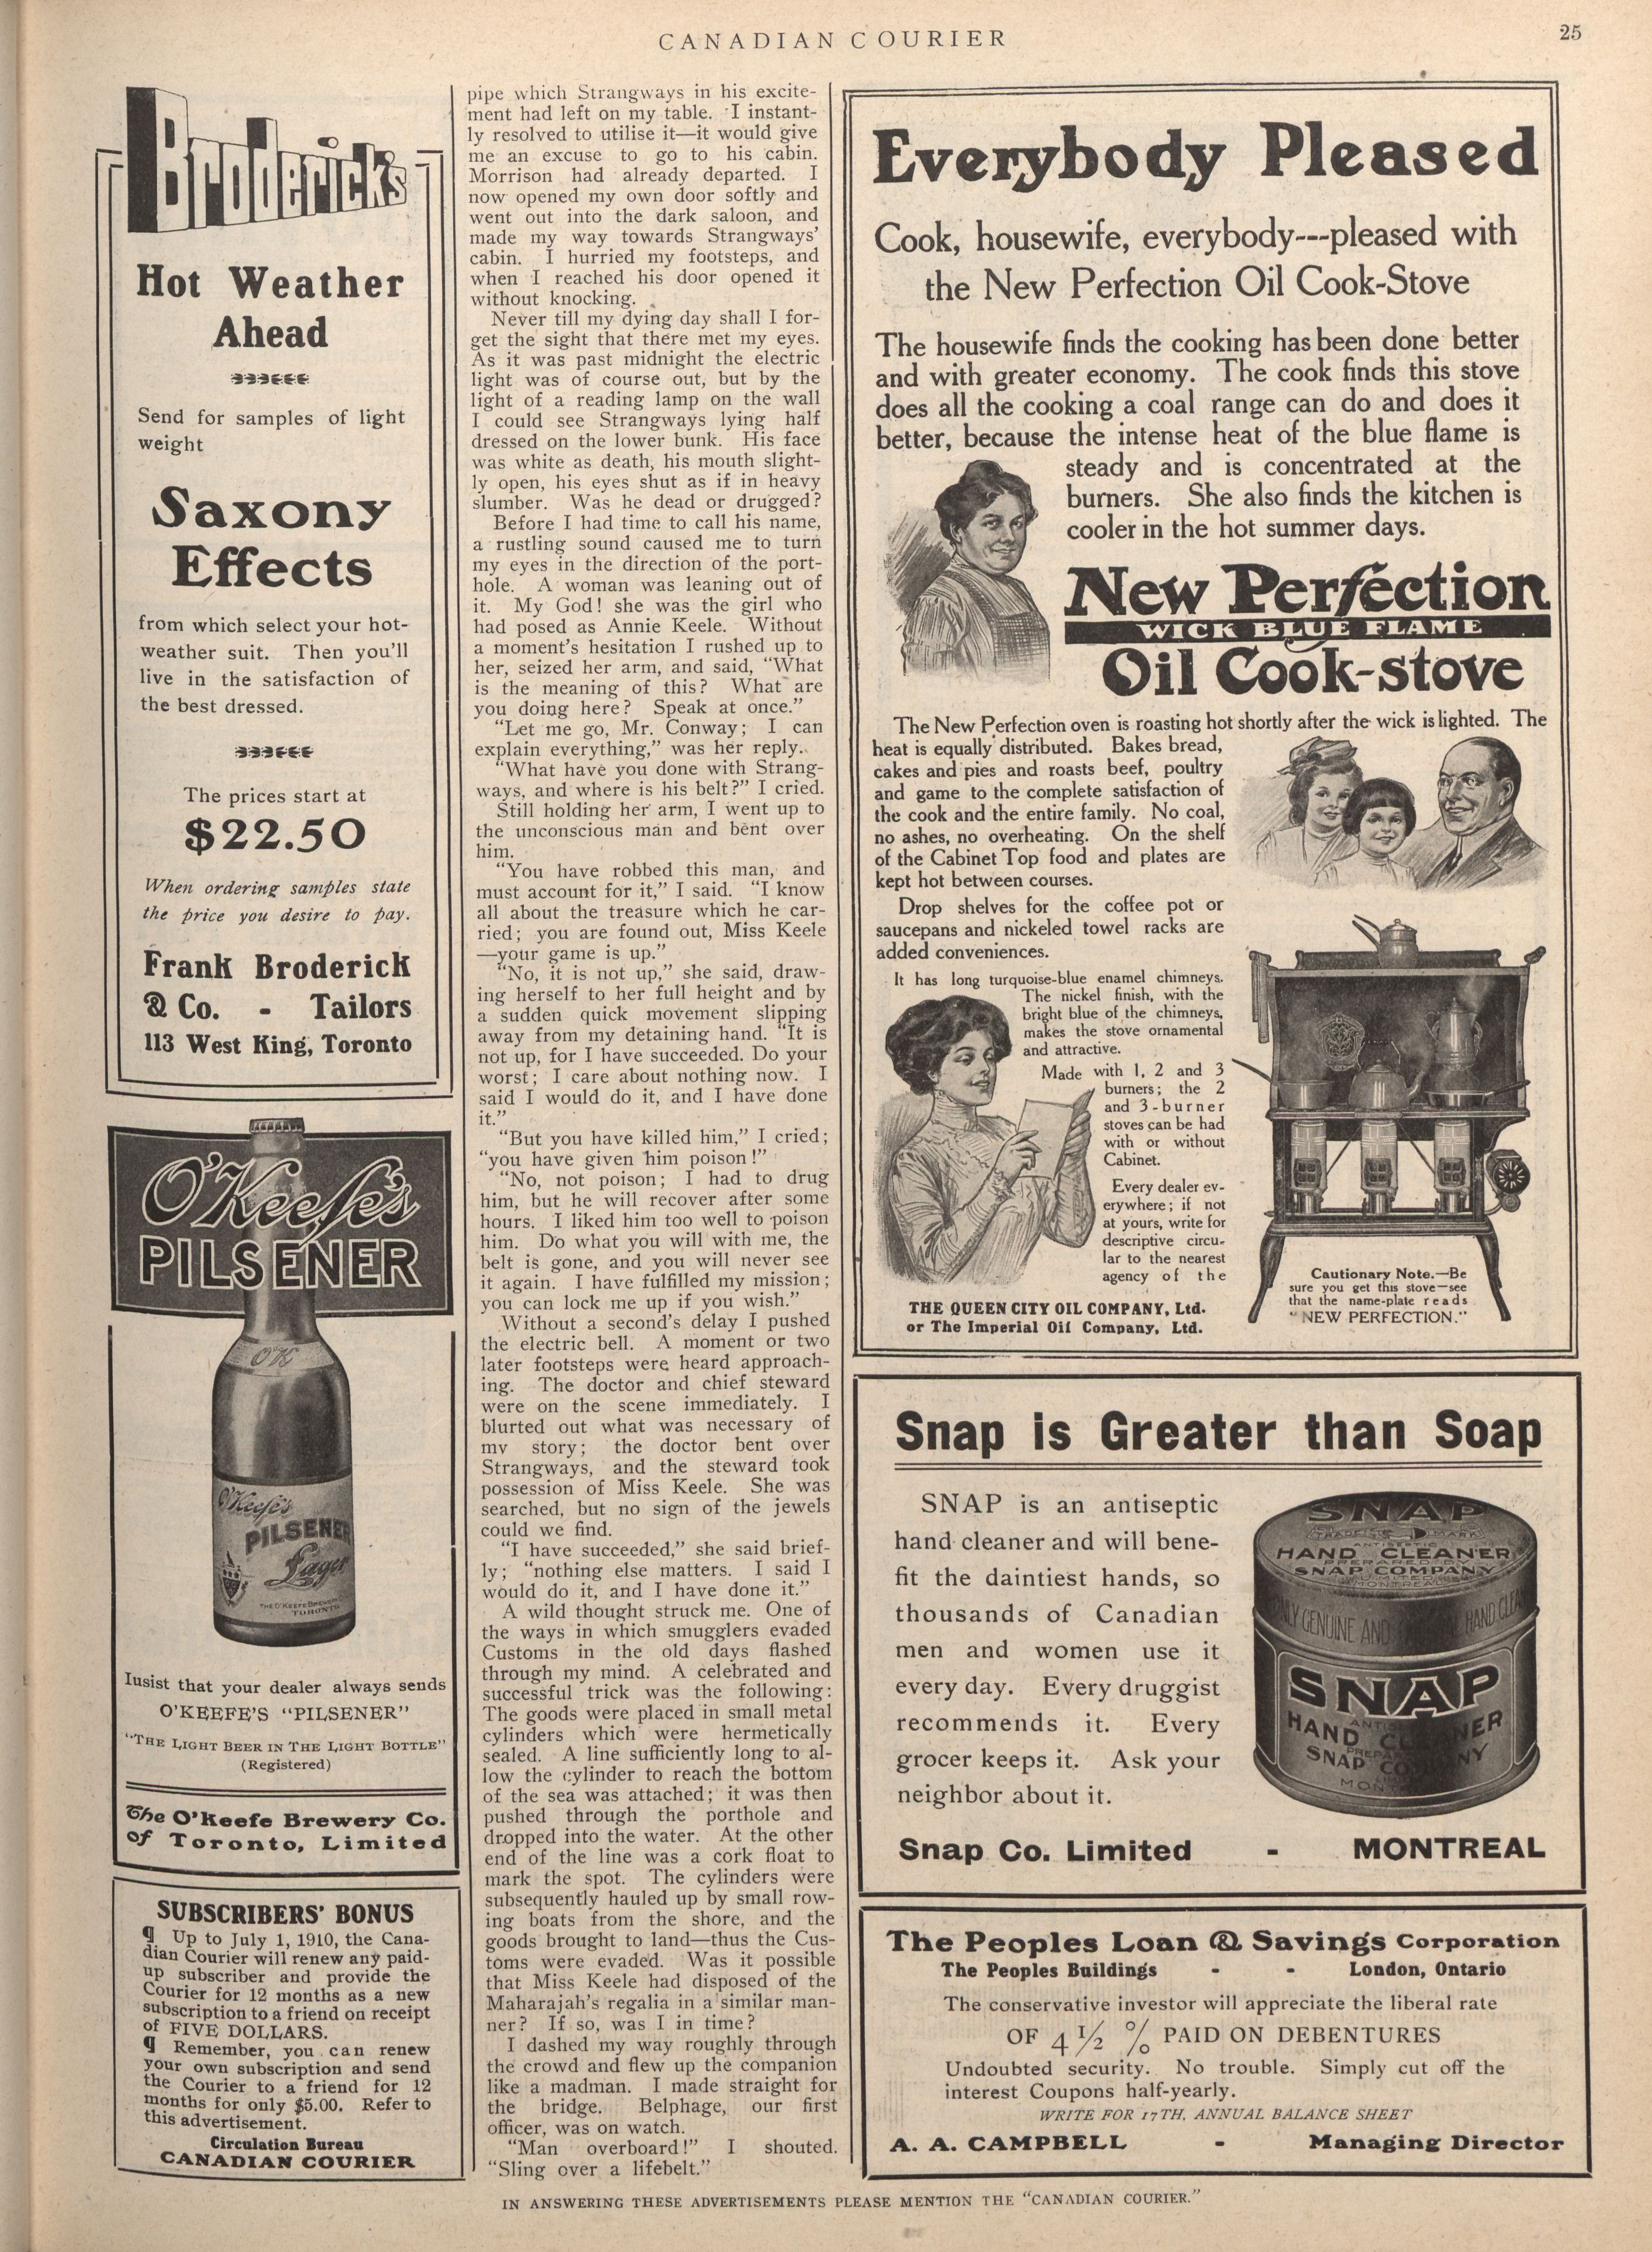 CANADIAN COURIER
25
Broderick's
Hot Weather
Ahead
Send for samples of light
weight
Saxony
Effects
from which select your hot-
weather suit. Then you'll
live in the satisfaction of
the best dressed.
The prices start at
$22.50
When ordering samples state
the price you desire to pay.
Frank Broderick
& Co. - Tailors
113 West King, Toronto
O'Keefe's
PILSENER
OK
O'Keefe's
PILSENER
Lager
THE O'KEEFE BREWERY
TORONTO
Iusist that your dealer always sends
O'KEEFE'S "PILSENER"
"THE LIGHT BEER IN THE LIGHT BOTTLE"
(Registered)
The O'Keefe Brewery Co.
of Toronto, Limited
SUBSCRIBERS' BONUS
¶ Up to July 1, 1910, the Cana-
dian Courier will renew any paid-
up subscriber and provide the
Courier for 12 months as a new
subscription to a friend on receipt
of FIVE DOLLARS.
¶ Remember, you can renew
your own subscription and send
the Courier to a friend for 12
months for only $5.00. Refer to
this advertisement.
Circulation Bureau
CANADIAN COURIER
pipe which Strangways in his excite-
ment had left on my table. I instant-
ly resolved to utilise it—it would give
me an excuse to go to his cabin.
Morrison had already departed. I
now opened my own door softly and
went out into the dark saloon, and
made my way towards Strangways'
cabin. I hurried my footsteps, and
when I reached his door opened it
without knocking.
Never till my dying day shall I for-
get the sight that there met my eyes.
As it was past midnight the electric
light was of course out, but by the
light of a reading lamp on the wall
I could see Strangways lying half
dressed on the lower bunk. His face
was white as death, his mouth slight-
ly open, his eyes shut as if in heavy
slumber. Was he dead or drugged?
Before I had time to call his name,
a rustling sound caused me to turn
my eyes in the direction of the port-
hole. A woman was leaning out of
it. My God! she was the girl who
had posed as Annie Keele. Without
a moment's hesitation I rushed up to
her, seized her arm, and said, "What
is the meaning of this? What are
you doing here? Speak at once."
"Let me go, Mr. Conway; I can
explain everything," was her reply.
"What have you done with Strang-
ways, and where is his belt?" I cried.
Still holding her arm, I went up to
the unconscious man and bent over
him.
"You have robbed this man, and
must account for it," I said. "I know
all about the treasure which he car-
ried; you are found out, Miss Keele
—your game is up."
"No, it is not up," she said, draw-
ing herself to her full height and by
a sudden quick movement slipping
away from my detaining hand. "It is
not up, for I have succeeded. Do your
worst; I care about nothing now. I
said I would do it, and I have done
it."
"But you have killed him," I cried;
"you have given him poison!"
"No, not poison; I had to drug
him, but he will recover after some
hours. I liked him too well to poison
him. Do what you will with me, the
belt is gone, and you will never see
it again. I have fulfilled my mission;
you can lock me up if you wish."
Without a second's delay I pushed
the electric bell. A moment or two
later footsteps were heard approach-
ing. The doctor and chief steward
were on the scene immediately. I
blurted out what was necessary of
my story; the doctor bent over
Strangways, and the steward took
possession of Miss Keele. She was
searched, but no sign of the jewels
could we find.
"I have succeeded," she said brief-
ly; "nothing else matters. I said I
would do it, and I have done it."
A wild thought struck me. One of
the ways in which smugglers evaded
Customs in the old days flashed
through my mind. A celebrated and
successful trick was the following:
The goods were placed in small metal
cylinders which were hermetically
sealed. A line sufficiently long to al-
low the cylinder to reach the bottom
of the sea was attached; it was then
pushed through the porthole and
dropped into the water. At the other
end of the line was a cork float to
mark the spot. The cylinders were
subsequently hauled up by small row-
ing boats from the shore, and the
goods brought to land—thus the Cus-
toms were evaded. Was it possible
that Miss Keele had disposed of the
Maharajah's regalia in a similar man-
ner? If so, was I in time?
I dashed my way roughly through
the crowd and flew up the companion
like a madman. I made straight for
the bridge. Belphage, our first
officer, was on watch.
"Man overboard!" I shouted.
"Sling over a lifebelt."
Everybody Pleased
Cook, housewife, everybody---pleased with
the New Perfection Oil Cook-Stove
The housewife finds the cooking has been done better
and with greater economy. The cook finds this stove
does all the cooking a coal range can do and does it
better, because the intense heat of the blue flame is
steady and is concentrated at the
burners. She also finds the kitchen is
cooler in the hot summer days.
New Perfection
WICK BLUE FLAME
Oil Cook-stove
The New Perfection oven is roasting hot shortly after the wick is lighted. The
heat is equally distributed. Bakes bread,
cakes and pies and roasts beef, poultry
and game to the complete satisfaction of
the cook and the entire family. No coal,
no ashes, no overheating. On the shelf
of the Cabinet Top food and plates are
kept hot between courses.
Drop shelves for the coffee pot or
saucepans and nickeled towel racks are
added conveniences.
It has long turquoise-blue enamel chimneys.
The nickel finish, with the
bright blue of the chimneys,
makes the stove ornamental
and attractive.
Made with 1, 2 and 3
burners; the 2
and 3-burner
stoves can be had
with or without
Cabinet.
Every dealer ev-
erywhere; if not
at yours, write for
descriptive circu-
lar to the nearest
agency of the
THE QUEEN CITY OIL COMPANY, Ltd.
or The Imperial Oil Company, Ltd.
Cautionary Note.—Be
sure you get this stove—see
that the name-plate reads
"NEW PERFECTION."
Snap is Greater than Soap
SNAP is an antiseptic
hand cleaner and will bene-
fit the daintiest hands, so
thousands of Canadian
men and women use it
every day. Every druggist
recommends it. Every
grocer keeps it. Ask your
neighbor about it.
SNAP
TRADE MARK
ANTISEPTIC
HAND CLEANER
PREPARED BY
SNAP COMPANY
LIMITED
MONTREAL
ONLY GENUINE AND HAND CLEA
SNAP
ANTIS
HAND CL NER
PREPAR
SNAP CO NY
MONT
Snap Co. Limited - MONTREAL
The Peoples Loan & Savings Corporation
The Peoples Buildings - - London, Ontario
The conservative investor will appreciate the liberal rate
OF 4½ % PAID ON DEBENTURES
Undoubted security. No trouble. Simply cut off the
interest Coupons half-yearly.
WRITE FOR 17TH. ANNUAL BALANCE SHEET
A. A. CAMPBELL - Managing Director
IN ANSWERING THESE ADVERTISEMENTS PLEASE MENTION THE "CANADIAN COURIER."